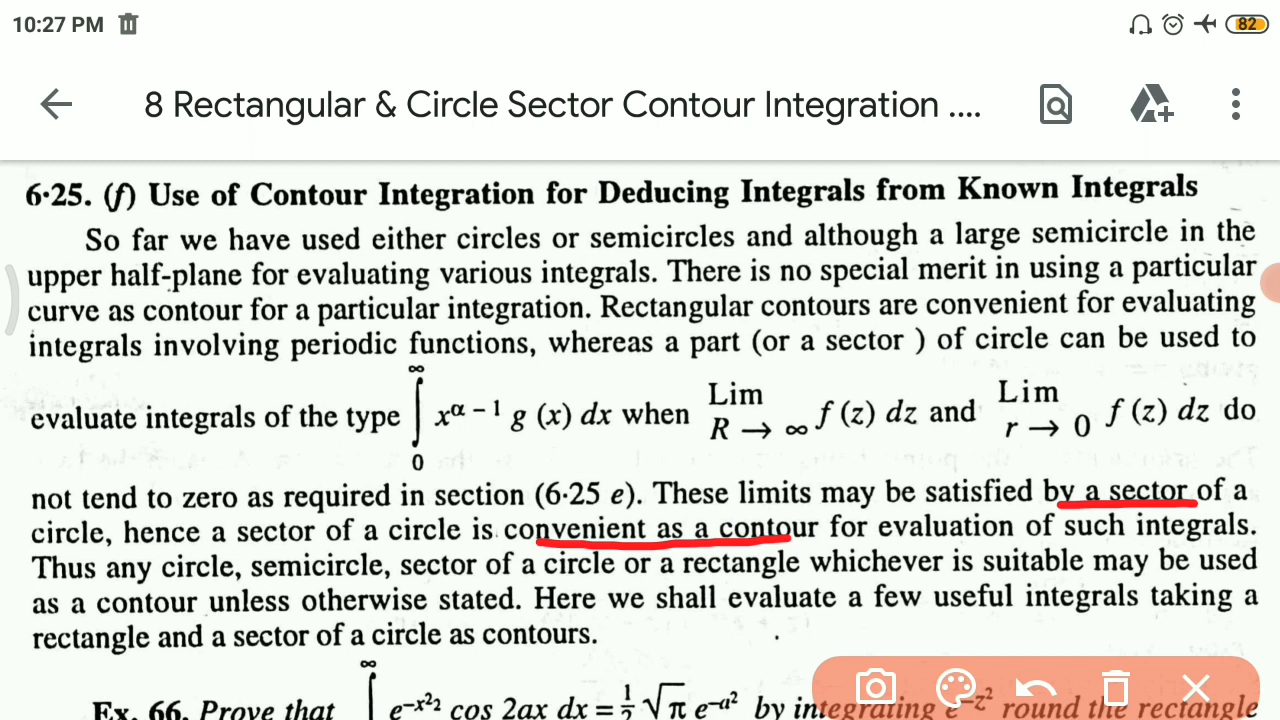 10:27 PM 82
8 Rectangular & Circle Sector Contour Integration ....
6·25. (f) Use of Contour Integration for Deducing Integrals from Known Integrals
So far we have used either circles or semicircles and although a large semicircle in the
upper half-plane for evaluating various integrals. There is no special merit in using a particular
curve as contour for a particular integration. Rectangular contours are convenient for evaluating
integrals involving periodic functions, whereas a part (or a sector ) of circle can be used to
evaluate integrals of the type ∫₀^∞ x^(α − 1) g (x) dx when Lim R → ∞ f (z) dz and Lim r → 0 f (z) dz do
not tend to zero as required in section (6·25 e). These limits may be satisfied by a sector of a
circle, hence a sector of a circle is convenient as a contour for evaluation of such integrals.
Thus any circle, semicircle, sector of a circle or a rectangle whichever is suitable may be used
as a contour unless otherwise stated. Here we shall evaluate a few useful integrals taking a
rectangle and a sector of a circle as contours.
Ex. 66. Prove that ∫^∞ e^(-x²2) cos 2ax dx = ½ √π e^(-a²) by integrating e^(-z²) round the rectangle